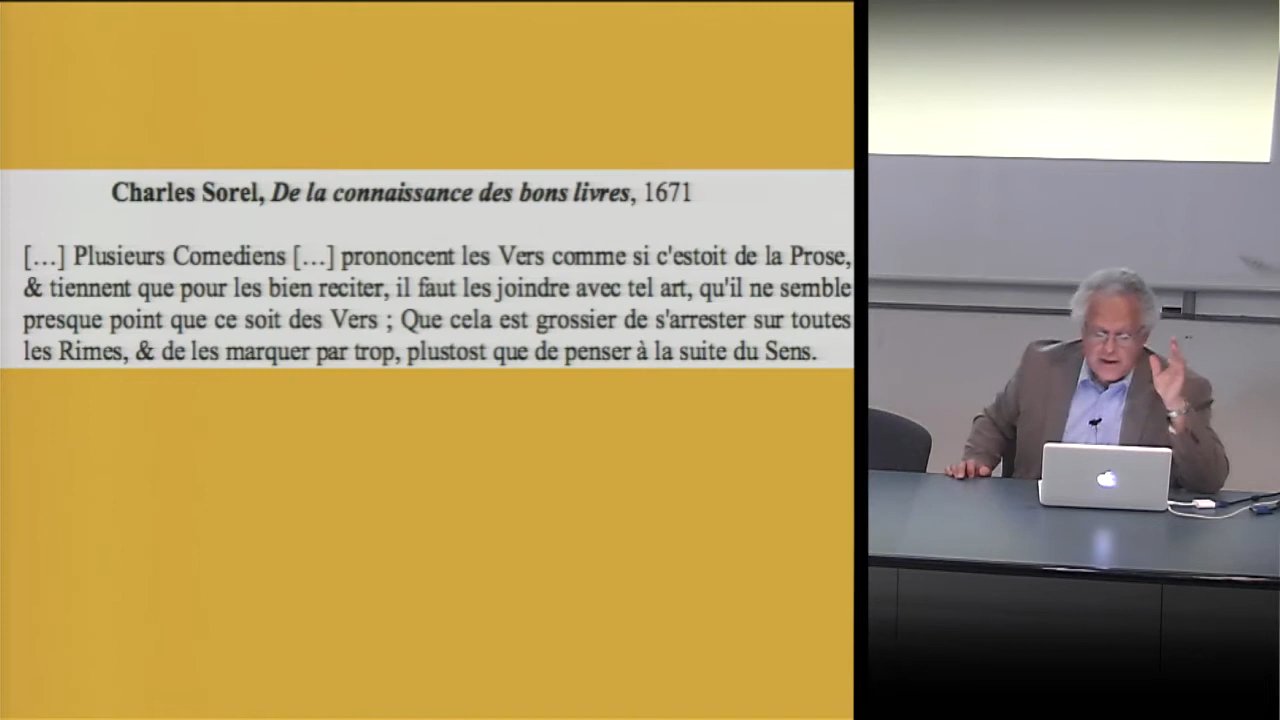 Charles Sorel, De la connaissance des bons livres, 1671
[…] Plusieurs Comediens […] prononcent les Vers comme si c'estoit de la Prose,
& tiennent que pour les bien reciter, il faut les joindre avec tel art, qu'il ne semble
presque point que ce soit des Vers ; Que cela est grossier de s'arrester sur toutes
les Rimes, & de les marquer par trop, plustost que de penser à la suite du Sens.